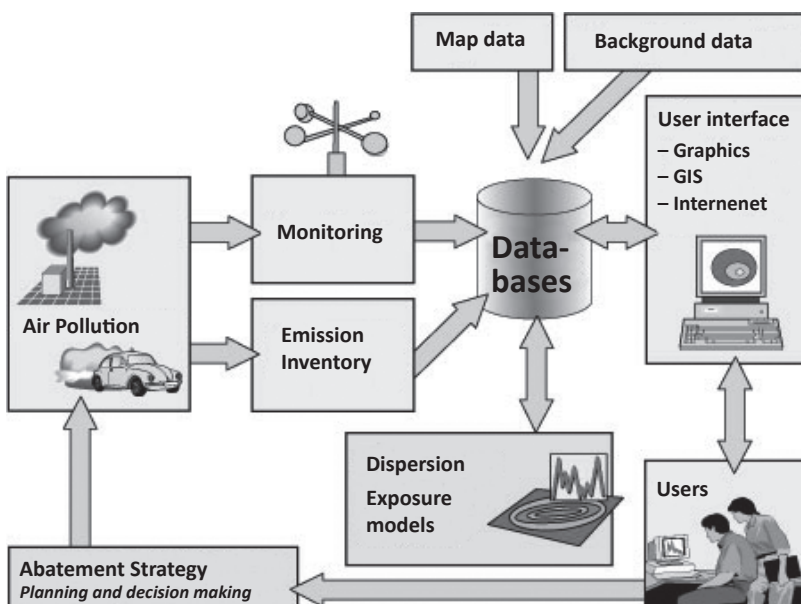 Map data
Background data
User interface
– Graphics
– GIS
– Internenet
Monitoring
Data-
bases
Air Pollution
Emission
Inventory
Dispersion
Exposure
models
Users
Abatement Strategy
Planning and decision making